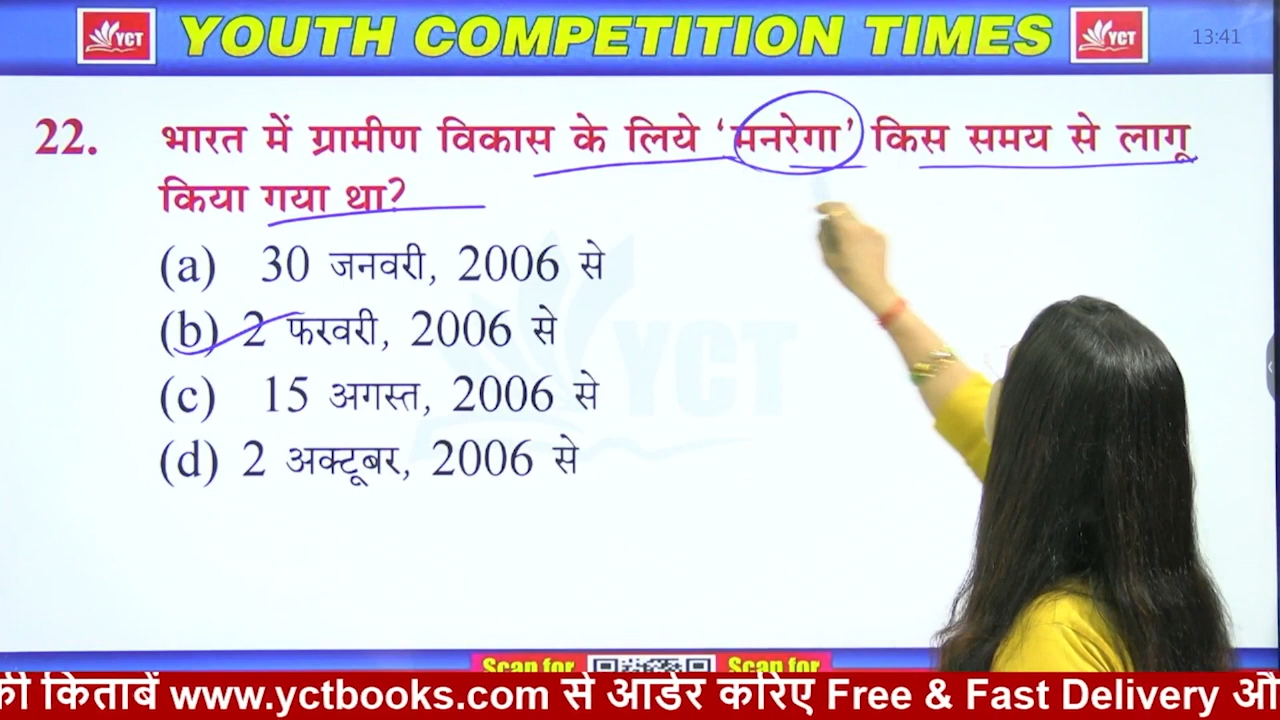 YCT
YOUTH COMPETITION TIMES
YCT
13:41
22. भारत में ग्रामीण विकास के लिये ‘मनरेगा’ किस समय से लागू
किया गया था?
(a) 30 जनवरी, 2006 से
(b) 2 फरवरी, 2006 से
(c) 15 अगस्त, 2006 से
(d) 2 अक्टूबर, 2006 से
YCT
Scan for
Scan for
की किताबें www.yctbooks.com से आर्डर करिए Free & Fast Delivery औ